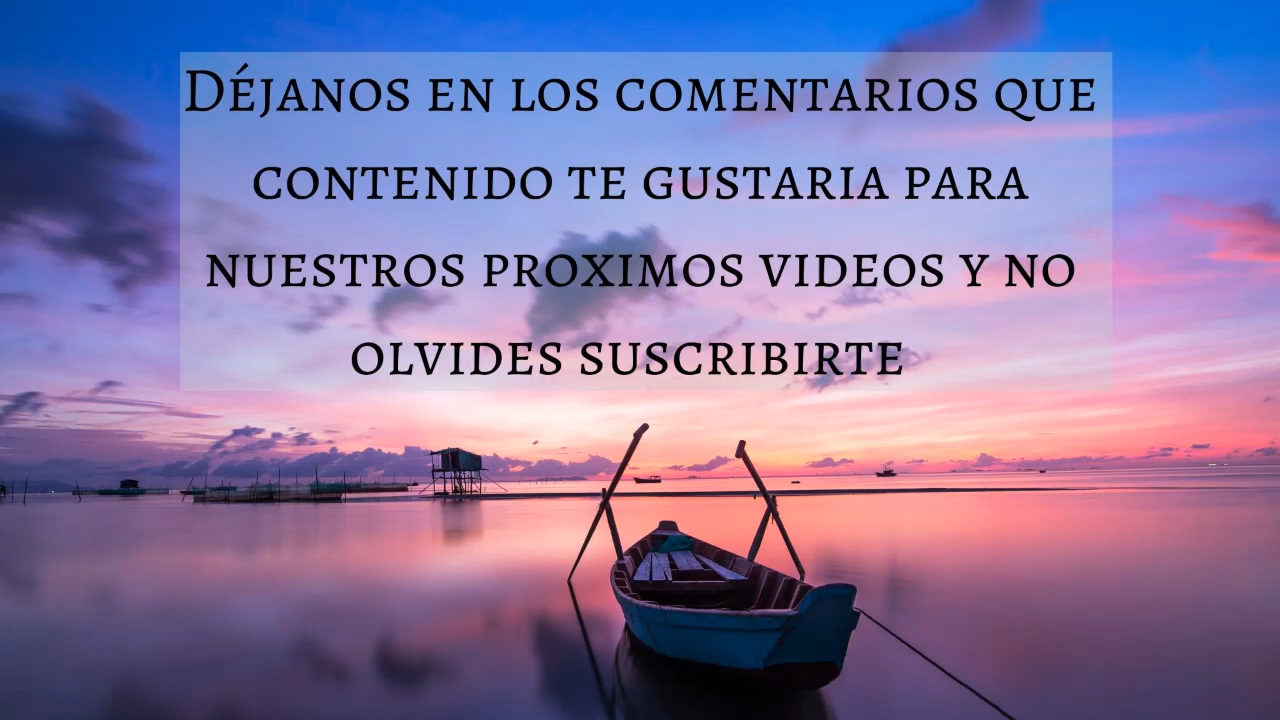 Déjanos en los comentarios que
contenido te gustaria para
nuestros proximos videos y no
olvides suscribirte